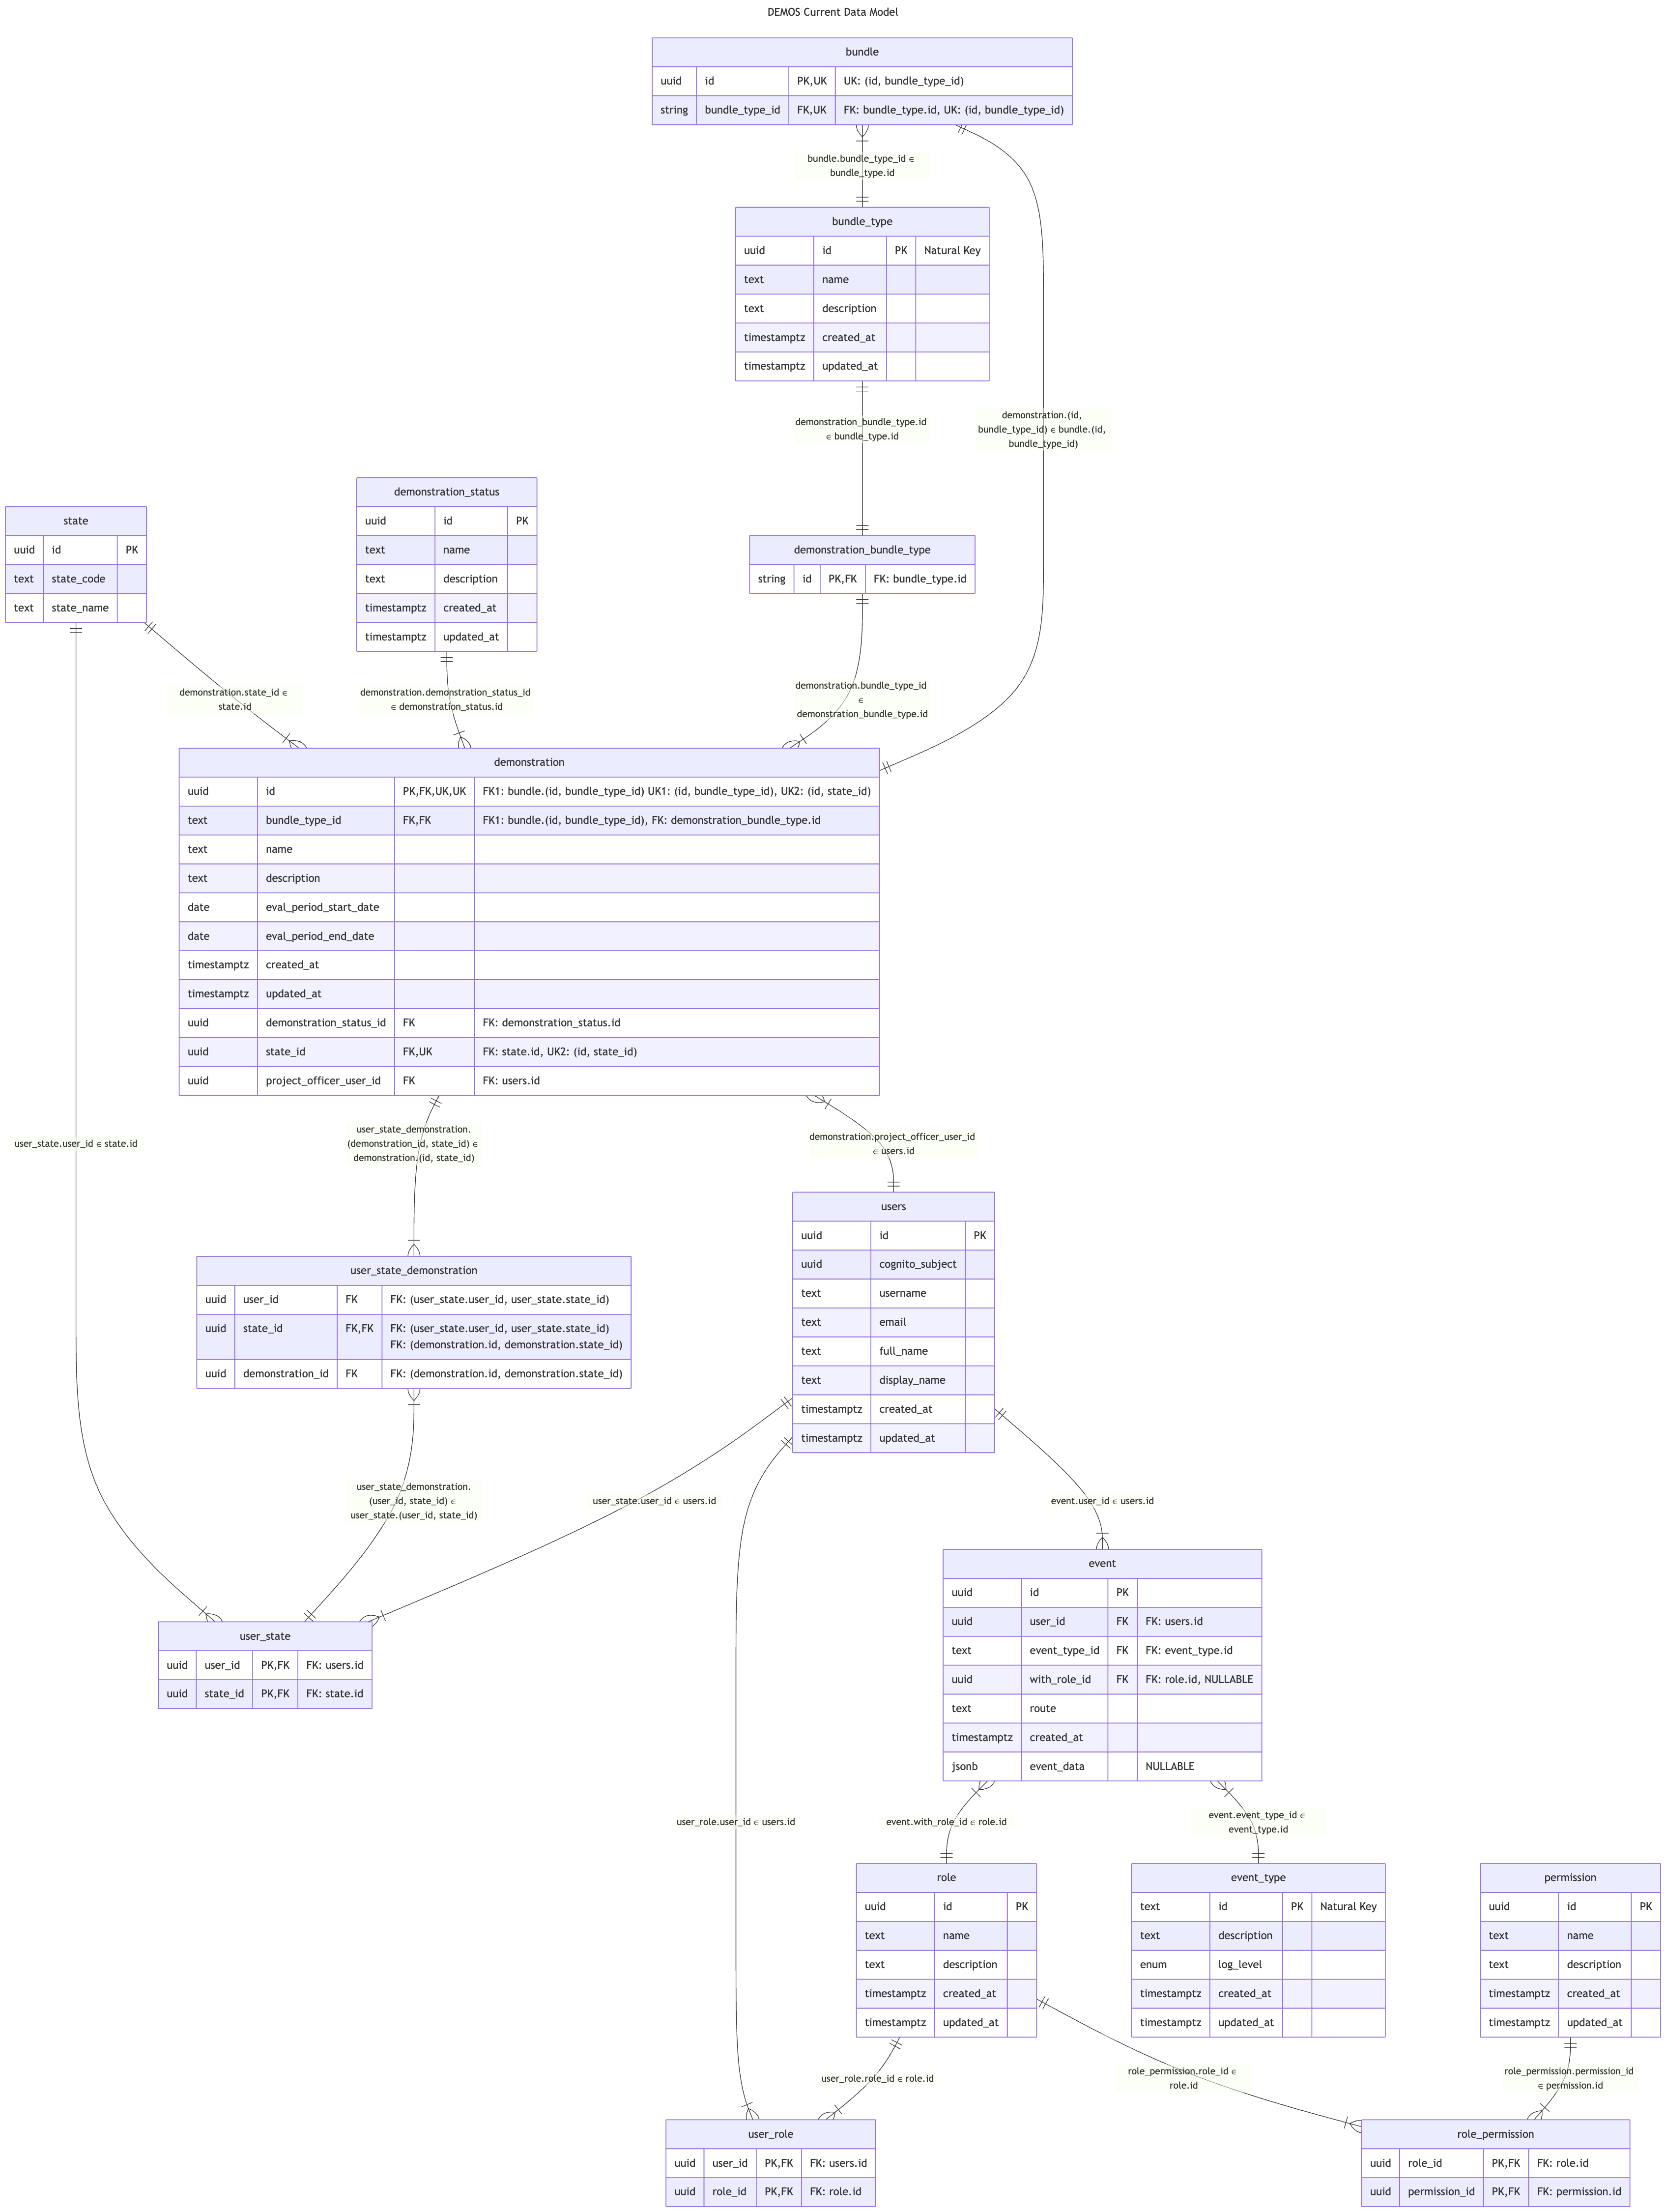 DEMOS Current Data Model
bundle
uuid id PK,UK UK: (id, bundle_type_id)
string bundle_type_id FK,UK FK: bundle_type.id, UK: (id, bundle_type_id)
bundle.bundle_type_id ∈
bundle_type.id
bundle_type
uuid id PK Natural Key
text name
text description
timestamptz created_at
timestamptz updated_at
demonstration_bundle_type.id
∈ bundle_type.id
demonstration.(id,
bundle_type_id) ∈ bundle.(id,
bundle_type_id)
state
uuid id PK
text state_code
text state_name
demonstration_status
uuid id PK
text name
text description
timestamptz created_at
timestamptz updated_at
demonstration_bundle_type
string id PK,FK FK: bundle_type.id
demonstration.state_id ∈
state.id
demonstration.demonstration_status_id
∈ demonstration_status.id
demonstration.bundle_type_id
∈
demonstration_bundle_type.id
demonstration
uuid id PK,FK,UK,UK FK1: bundle.(id, bundle_type_id) UK1: (id, bundle_type_id), UK2: (id, state_id)
text bundle_type_id FK,FK FK1: bundle.(id, bundle_type_id), FK: demonstration_bundle_type.id
text name
text description
date eval_period_start_date
date eval_period_end_date
timestamptz created_at
timestamptz updated_at
uuid demonstration_status_id FK FK: demonstration_status.id
uuid state_id FK,UK FK: state.id, UK2: (id, state_id)
uuid project_officer_user_id FK FK: users.id
user_state.user_id ∈ state.id
user_state_demonstration.
(demonstration_id, state_id) ∈
demonstration.(id, state_id)
demonstration.project_officer_user_id
∈ users.id
user_state_demonstration
uuid user_id FK FK: (user_state.user_id, user_state.state_id)
uuid state_id FK,FK FK: (user_state.user_id, user_state.state_id)
FK: (demonstration.id, demonstration.state_id)
uuid demonstration_id FK FK: (demonstration.id, demonstration.state_id)
users
uuid id PK
uuid cognito_subject
text username
text email
text full_name
text display_name
timestamptz created_at
timestamptz updated_at
user_state_demonstration.
(user_id, state_id) ∈
user_state.(user_id, state_id)
user_state.user_id ∈ users.id
event.user_id ∈ users.id
user_state
uuid user_id PK,FK FK: users.id
uuid state_id PK,FK FK: state.id
event
uuid id PK
uuid user_id FK FK: users.id
text event_type_id FK FK: event_type.id
uuid with_role_id FK FK: role.id, NULLABLE
text route
timestamptz created_at
jsonb event_data NULLABLE
user_role.user_id ∈ users.id
event.with_role_id ∈ role.id
event.event_type_id ∈
event_type.id
role
uuid id PK
text name
text description
timestamptz created_at
timestamptz updated_at
event_type
text id PK Natural Key
text description
enum log_level
timestamptz created_at
timestamptz updated_at
permission
uuid id PK
text name
text description
timestamptz created_at
timestamptz updated_at
user_role.role_id ∈ role.id
role_permission.role_id ∈
role.id
role_permission.permission_id
∈ permission.id
user_role
uuid user_id PK,FK FK: users.id
uuid role_id PK,FK FK: role.id
role_permission
uuid role_id PK,FK FK: role.id
uuid permission_id PK,FK FK: permission.id